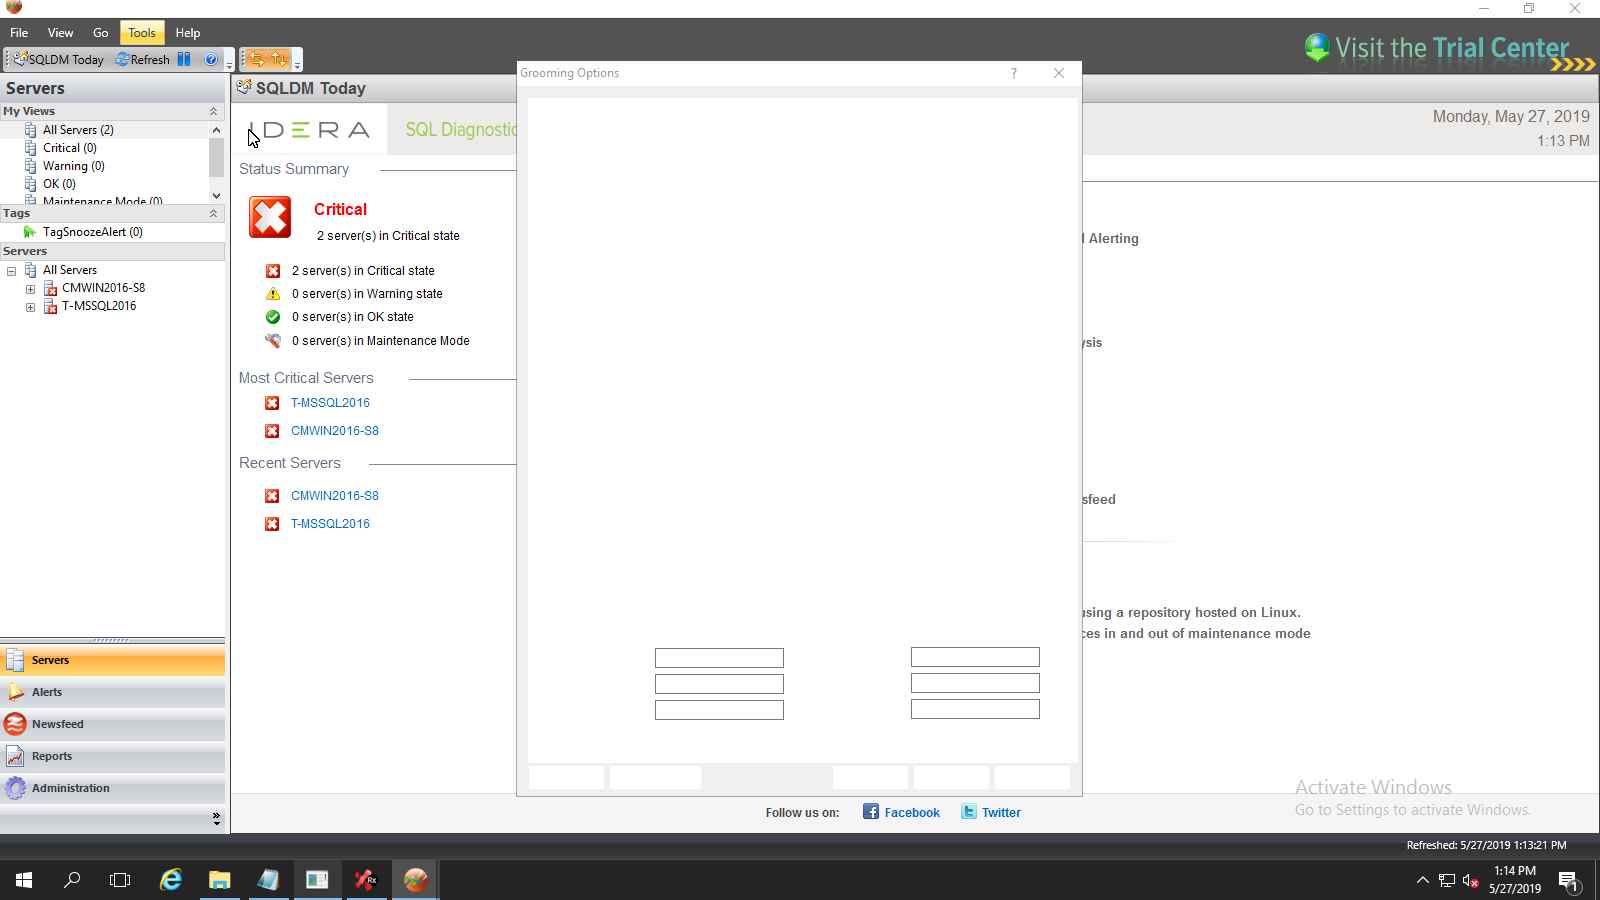 File View Go Tools Help
SQLDM Today Refresh
Visit the Trial Center
Servers
My Views
All Servers (2)
Critical (0)
Warning (0)
OK (0)
Maintenance Mode (0)
Tags
TagSnoozeAlert (0)
Servers
All Servers
CMWIN2016-S8
T-MSSQL2016
Servers
Alerts
Newsfeed
Reports
Administration
SQLDM Today
IDERA
SQL Diagnostic
Monday, May 27, 2019
1:13 PM
Status Summary
Critical
2 server(s) in Critical state
2 server(s) in Critical state
0 server(s) in Warning state
0 server(s) in OK state
0 server(s) in Maintenance Mode
Most Critical Servers
T-MSSQL2016
CMWIN2016-S8
Recent Servers
CMWIN2016-S8
T-MSSQL2016
Grooming Options
?
Alerting
ysis
sfeed
using a repository hosted on Linux.
ces in and out of maintenance mode
Follow us on: Facebook Twitter
Activate Windows
Go to Settings to activate Windows.
Refreshed: 5/27/2019 1:13:21 PM
Rx
1:14 PM
5/27/2019
1